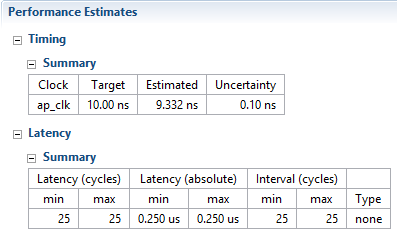 Performance Estimates
Timing
Summary
Clock Target Estimated Uncertainty
ap_clk 10.00 ns 9.332 ns 0.10 ns
Latency
Summary
Latency (cycles) Latency (absolute) Interval (cycles)
min max min max min max Type
25 25 0.250 us 0.250 us 25 25 none